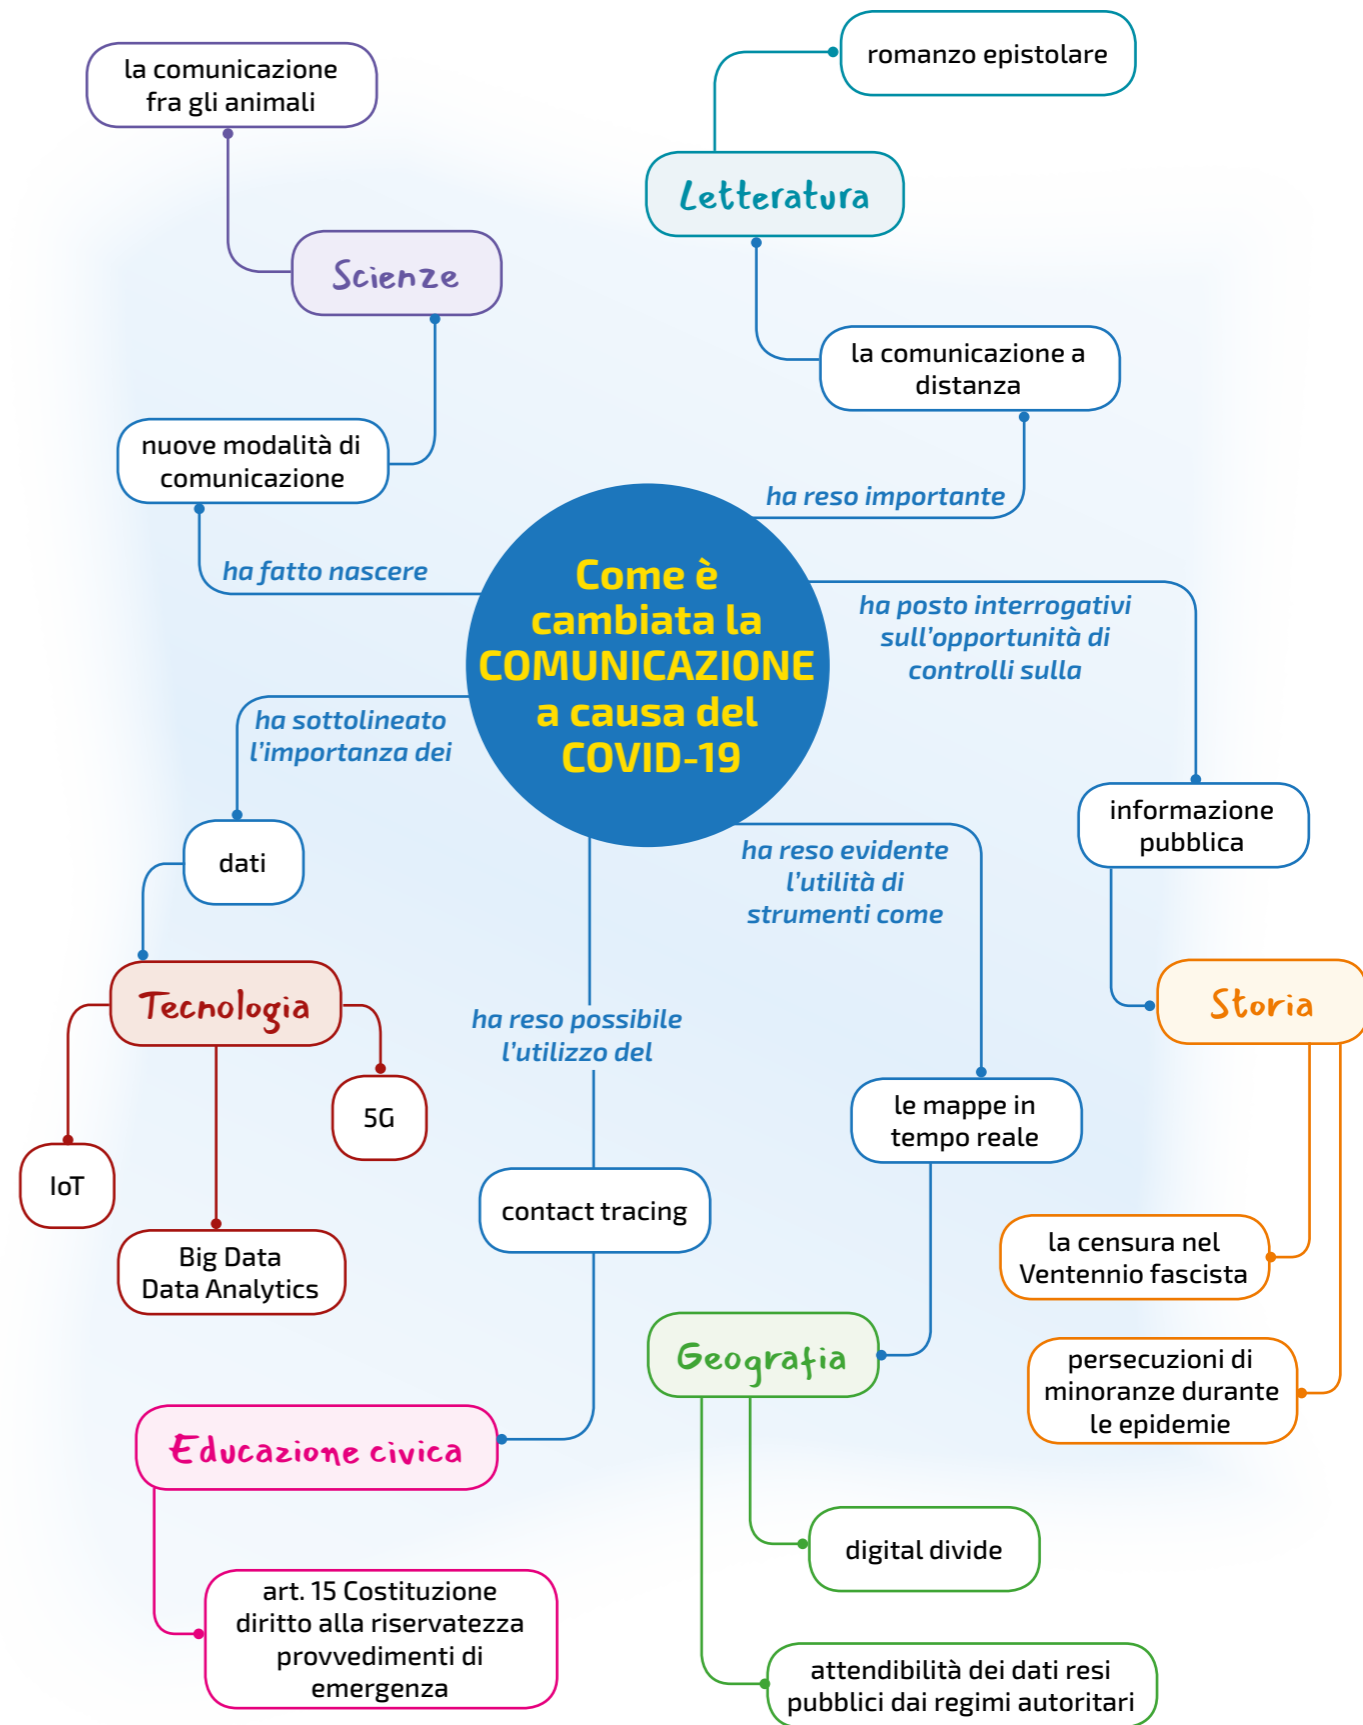 romanzo epistolare
la comunicazione
fra gli animali
Letteratura
Scienze
la comunicazione a
distanza
nuove modalità di
comunicazione
ha reso importante
ha fatto nascere
Come è
cambiata la
COMUNICAZIONE
a causa del
COVID-19
ha posto interrogativi
sull'opportunità di
controlli sulla
ha sottolineato
l'importanza dei
informazione
pubblica
dati
ha reso evidente
l'utilità di
strumenti come
Tecnologia
Storia
ha reso possibile
l'utilizzo del
5G
le mappe in
tempo reale
IoT
contact tracing
Big Data
Data Analytics
la censura nel
Ventennio fascista
Geografia
persecuzioni di
minoranze durante
le epidemie
Educazione civica
digital divide
art. 15 Costituzione
diritto alla riservatezza
provvedimenti di
emergenza
attendibilità dei dati resi
pubblici dai regimi autoritari